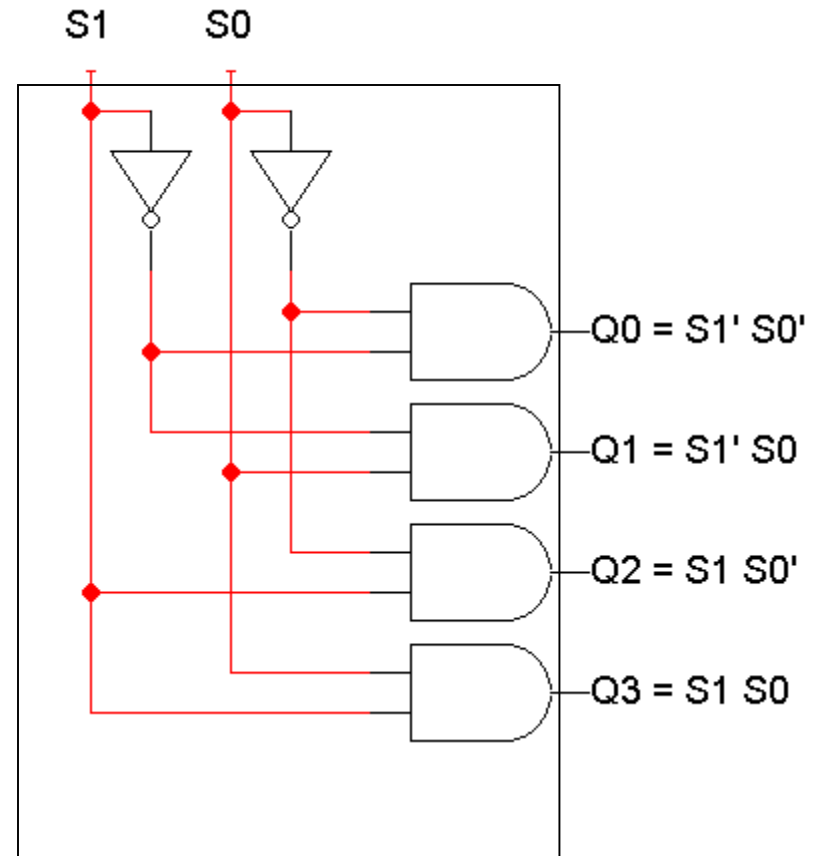 S1 S0
Q0 = S1' S0'
Q1 = S1' S0
Q2 = S1 S0'
Q3 = S1 S0